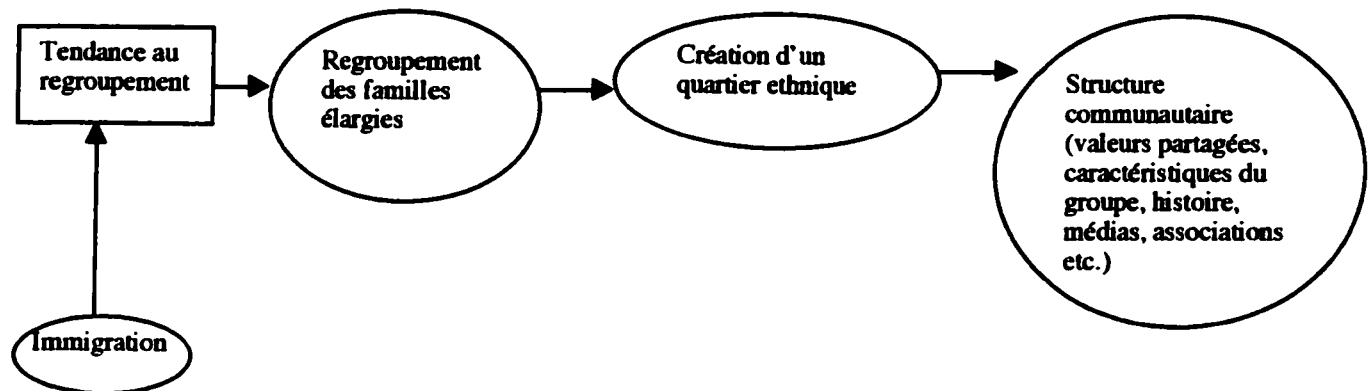 Tendance au
regroupement
Regroupement
des familles
élargies
Création d'un
quartier ethnique
Structure
communautaire
(valeurs partagées,
caractéristiques du
groupe, histoire,
médias, associations
etc.)
Immigration